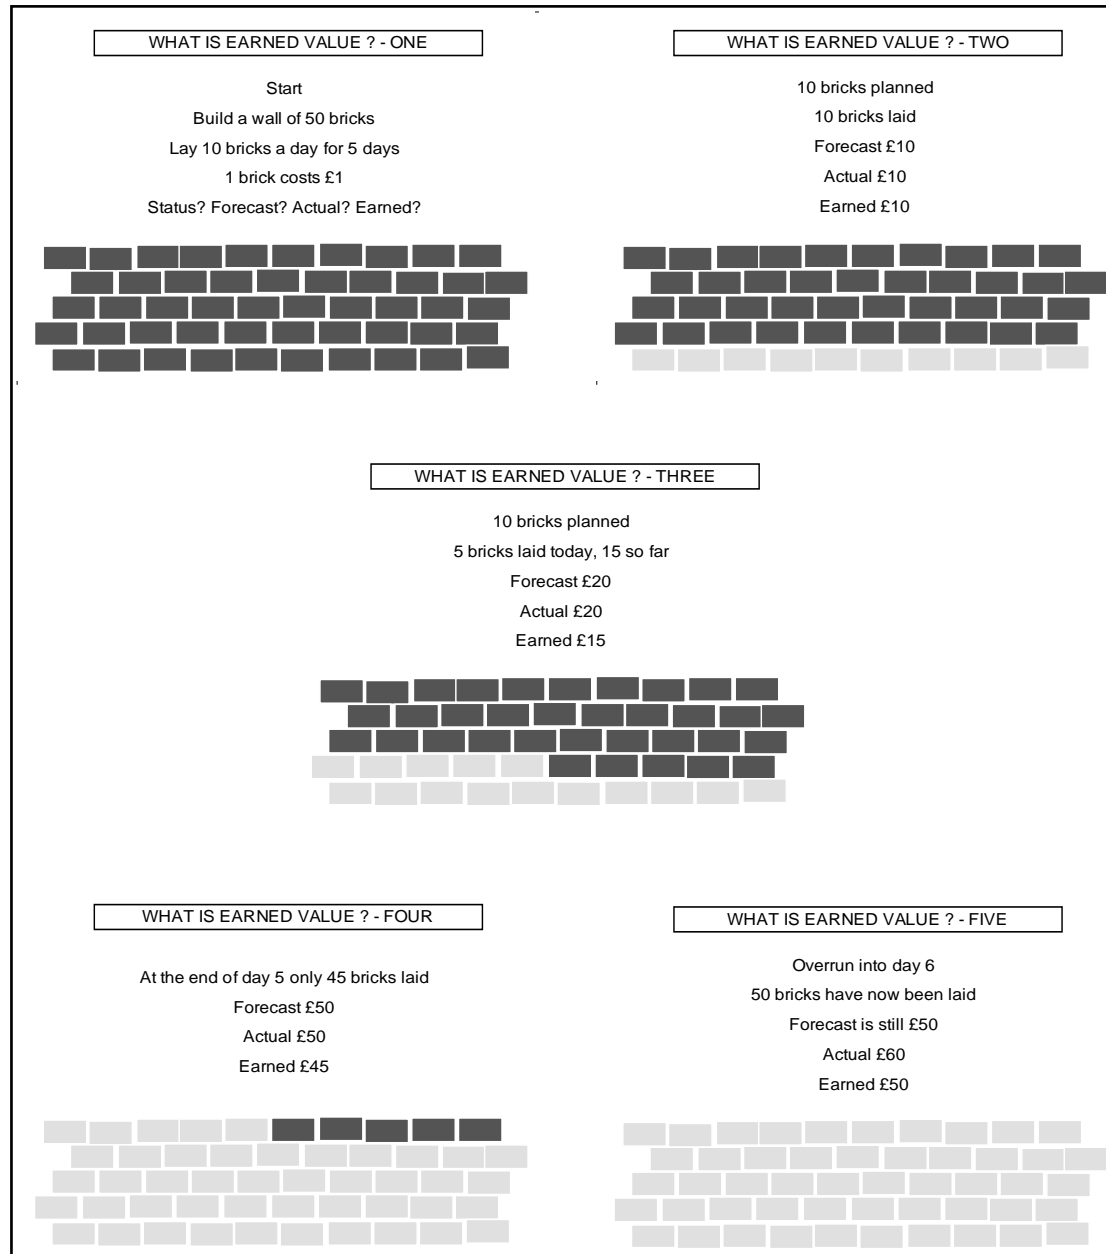 WHAT IS EARNED VALUE ? - ONE
Start
Build a wall of 50 bricks
Lay 10 bricks a day for 5 days
1 brick costs £1
Status? Forecast? Actual? Earned?
WHAT IS EARNED VALUE ? - TWO
10 bricks planned
10 bricks laid
Forecast £10
Actual £10
Earned £10
WHAT IS EARNED VALUE ? - THREE
10 bricks planned
5 bricks laid today, 15 so far
Forecast £20
Actual £20
Earned £15
WHAT IS EARNED VALUE ? - FOUR
At the end of day 5 only 45 bricks laid
Forecast £50
Actual £50
Earned £45
WHAT IS EARNED VALUE ? - FIVE
Overrun into day 6
50 bricks have now been laid
Forecast is still £50
Actual £60
Earned £50